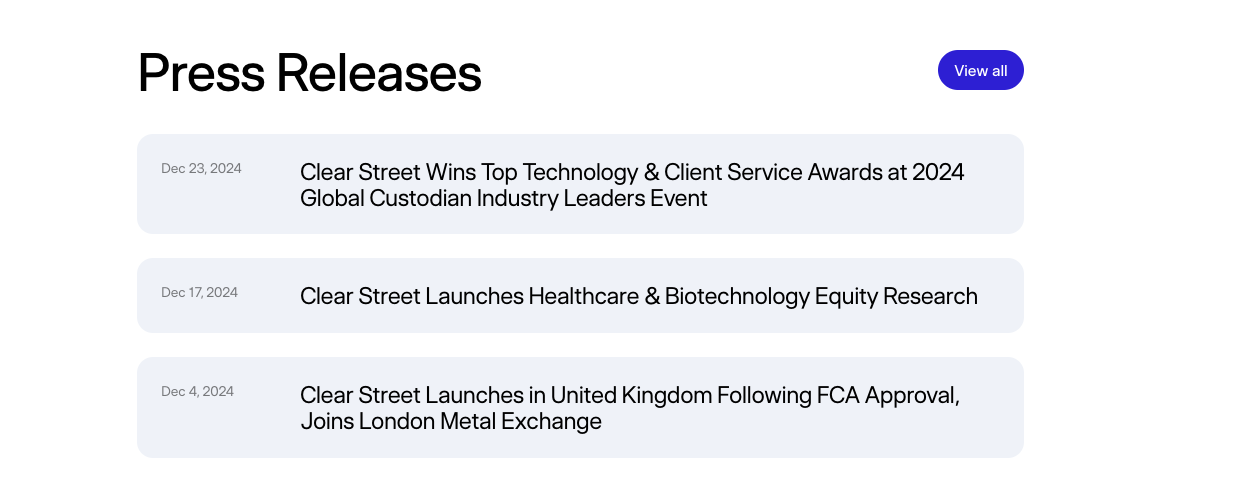 Press Releases
View all
Dec 23, 2024
Clear Street Wins Top Technology & Client Service Awards at 2024
Global Custodian Industry Leaders Event
Dec 17, 2024
Clear Street Launches Healthcare & Biotechnology Equity Research
Dec 4, 2024
Clear Street Launches in United Kingdom Following FCA Approval,
Joins London Metal Exchange